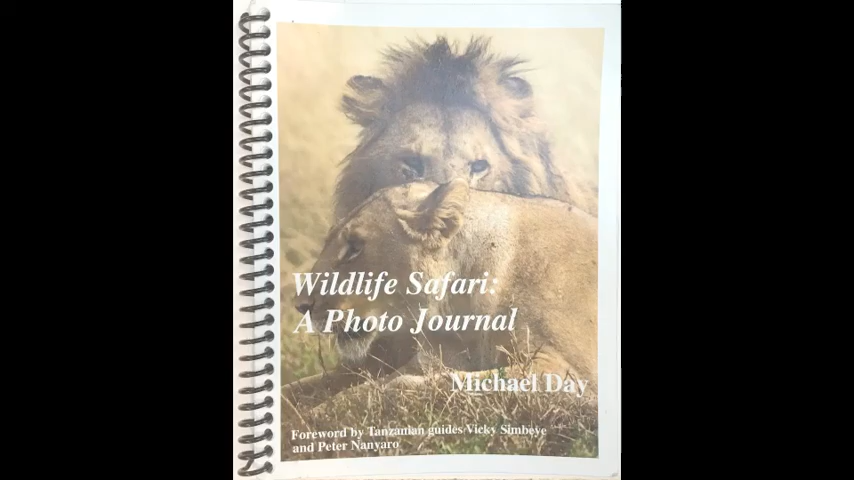 Wildlife Safari:
A Photo Journal
Michael Day
Foreword by Tanzanian guides Vicky Simbeye
and Peter Nanyaro